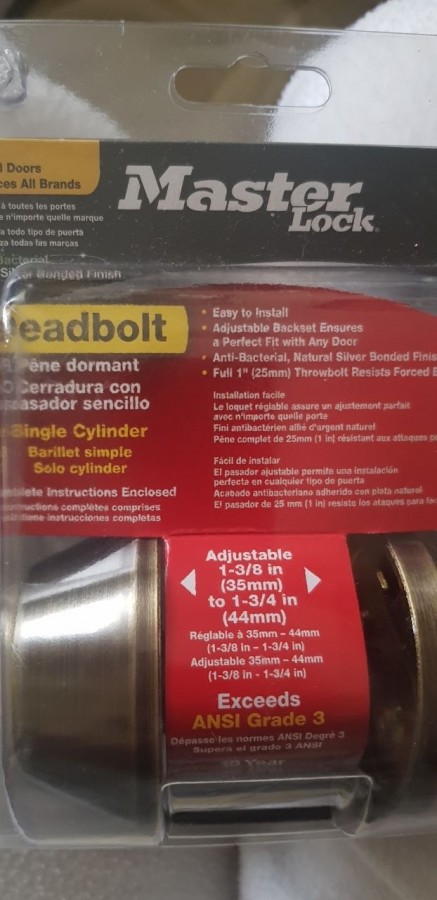 Doors
ces All Brands
à toutes les portes
e n'importe quelle marque
a todo tipo de puerta
za todas las marcas
Bacterial
Silver Bonded Finish
Master
Lock
eadbolt
Pêne dormant
Cerradura con
pasador sencillo
Single Cylinder
Barillet simple
Solo cylinder
Instructions Enclosed
instructions complètes comprises
instrucciones completas
• Easy to Install
• Adjustable Backset Ensures
a Perfect Fit with Any Door
• Anti-Bacterial, Natural Silver Bonded Finis
• Full 1" (25mm) Throwbolt Resists Forced E
Installation facile
Le loquet réglable assure un ajustement parfait
avec n'importe quelle porte
Fini antibactérien allié d'argent naturel
Pêne complet de 25mm (1 in) résistant aux attaques
Fácil de instalar
El pasador ajustable permite una instalación
perfecta en cualquier tipo de puerta
Acabado antibacteriano adherido con plata natural
El pasador de 25 mm (1 in) resiste los ataques para
Adjustable
1-3/8 in
(35mm)
to 1-3/4 in
(44mm)
Réglable à 35mm – 44mm
(1-3/8 in - 1-3/4 in)
Adjustable 35mm – 44mm
(1-3/8 in - 1-3/4 in)
Exceeds
ANSI Grade 3
Dépasse les normes ANSI Degré 3
Supera el grado 3 ANSI
Year